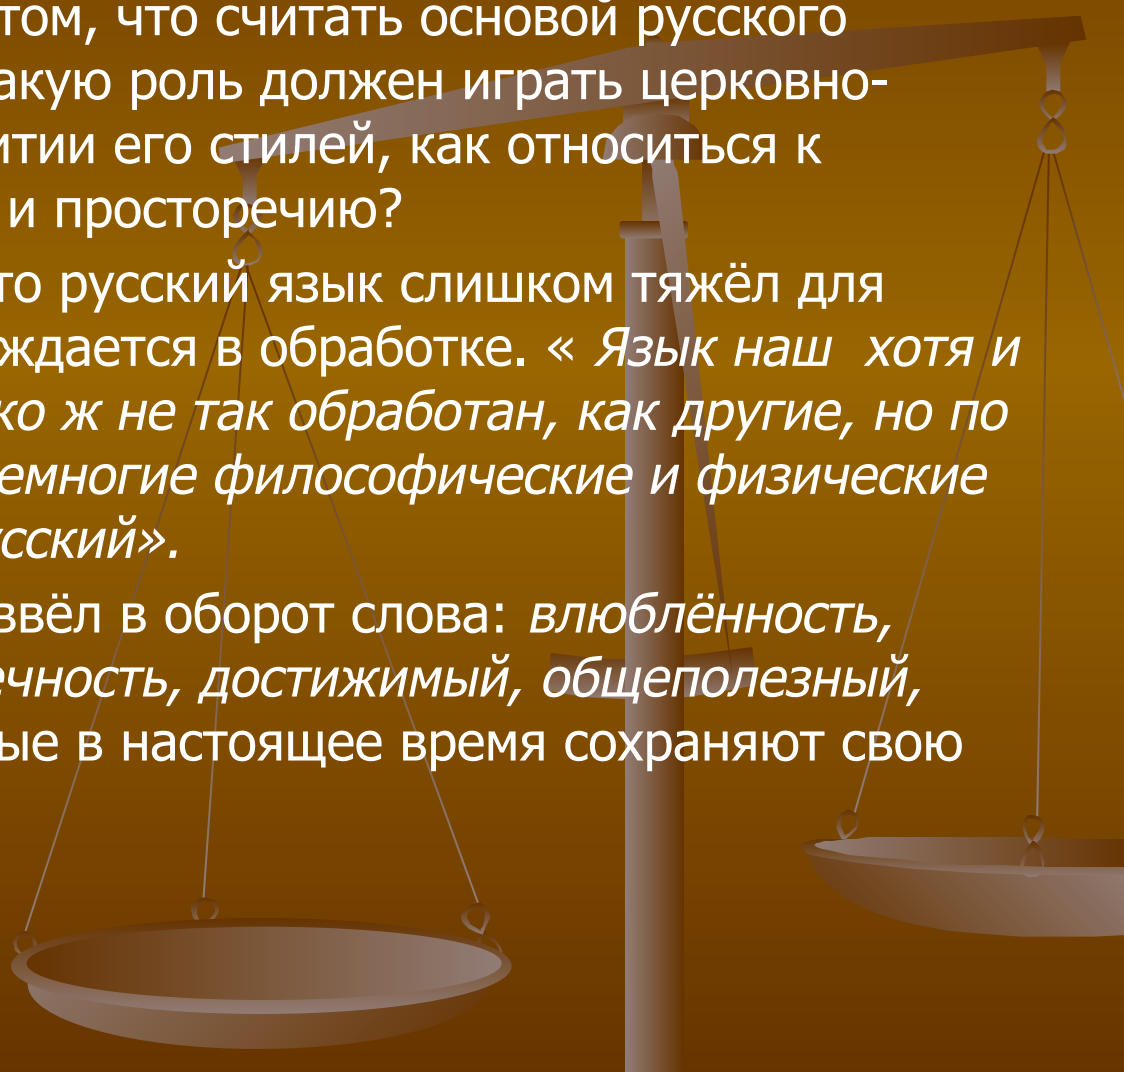 том, что считать основой русского
акую роль должен играть церковно-
итии его стилей, как относиться к
и просторечию?
то русский язык слишком тяжёл для
ждается в обработке. « Язык наш хотя и
ко ж не так обработан, как другие, но по
емногие философические и физические
сский».
ввёл в оборот слова: влюблённость,
ечность, достижимый, общеполезный,
ые в настоящее время сохраняют свою